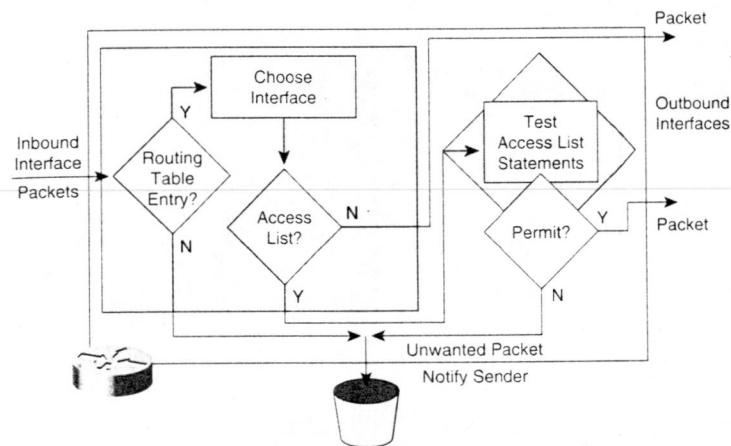 Packet
Choose
Interface
Y
Inbound
Interface
Packets
Routing
Table
Entry?
N
Access
List?
N
Y
Test
Access List
Statements
Outbound
Interfaces
Permit?
Y
Packet
N
Unwanted Packet
Notify Sender